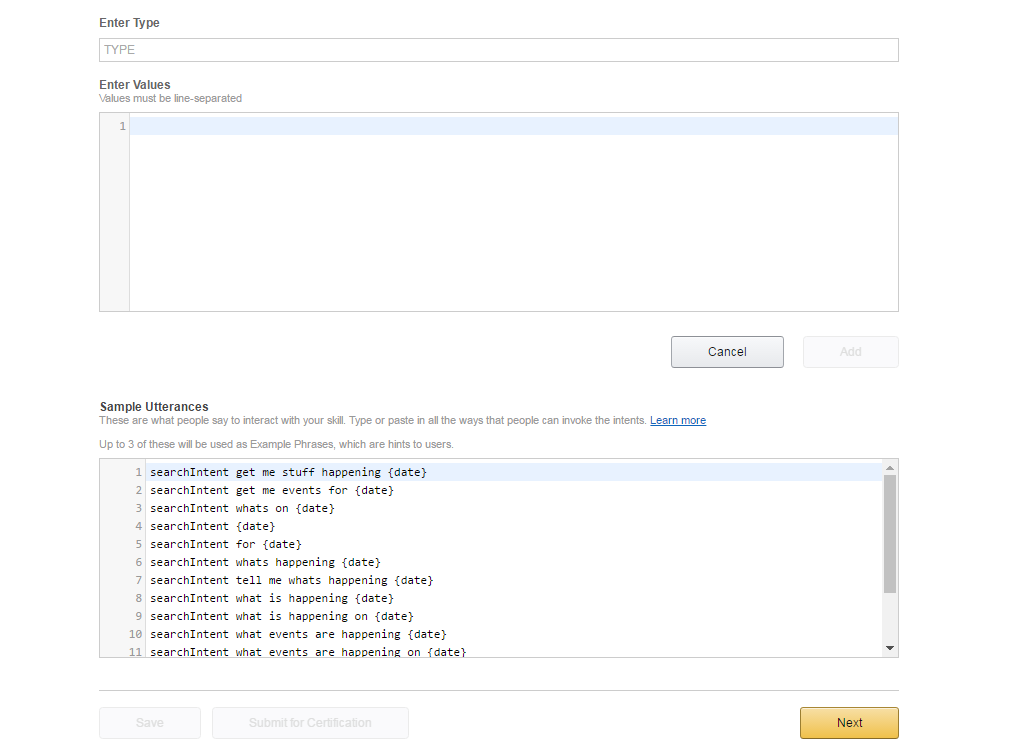 Enter Type
TYPE
Enter Values
Values must be line-separated
1
Cancel Add
Sample Utterances
These are what people say to interact with your skill. Type or paste in all the ways that people can invoke the intents. Learn more
Up to 3 of these will be used as Example Phrases, which are hints to users.
1 searchIntent get me stuff happening {date}
2 searchIntent get me events for {date}
3 searchIntent whats on {date}
4 searchIntent {date}
5 searchIntent for {date}
6 searchIntent whats happening {date}
7 searchIntent tell me whats happening {date}
8 searchIntent what is happening {date}
9 searchIntent what is happening on {date}
10 searchIntent what events are happening {date}
11 searchIntent what events are happening on {date}
Save Submit for Certification Next